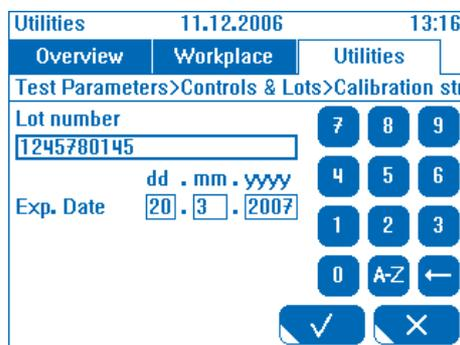 Utilities 11.12.2006 13:16
Overview Workplace Utilities
Test Parameters>Controls & Lots>Calibration str
Lot number
7 8 9
1245780145
dd . mm . yyyy
4 5 6
Exp. Date 20 . 3 . 2007
1 2 3
0 A-Z ←
✓ ✕